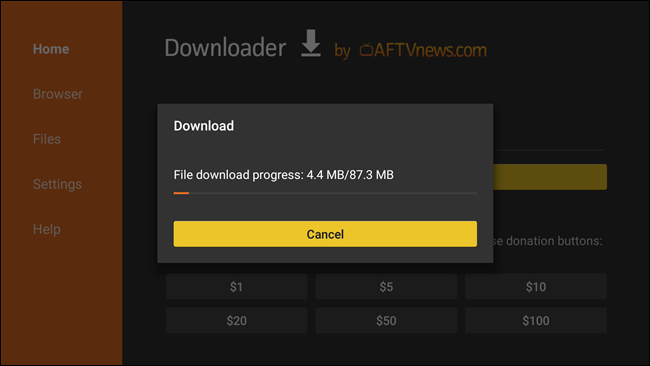 Home
Downloader by AFTVnews.com
Browser
Files
Settings
Help
Download
File download progress: 4.4 MB/87.3 MB
Cancel
se donation buttons:
$1 $5 $10
$20 $50 $100